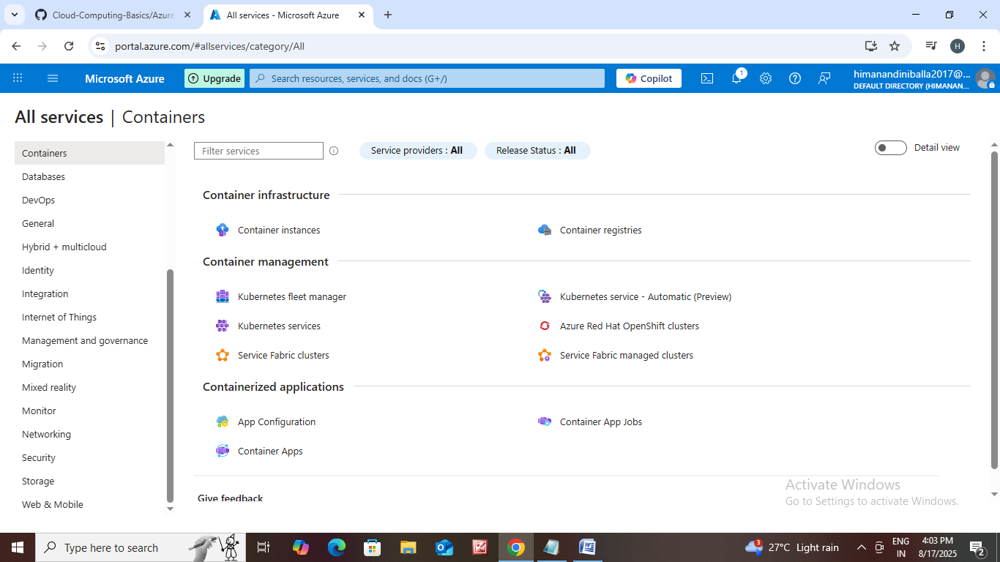 Cloud-Computing-Basics/Azure
All services - Microsoft Azure
portal.azure.com/#allservices/category/All
H
Microsoft Azure
Upgrade
Search resources, services, and docs (G+/)
Copilot
1
himanandiniballa2017@...
DEFAULT DIRECTORY (HIMANAN...
All services | Containers
Containers
Databases
DevOps
General
Hybrid + multicloud
Identity
Integration
Internet of Things
Management and governance
Migration
Mixed reality
Monitor
Networking
Security
Storage
Web & Mobile
Filter services
Service providers : All
Release Status : All
Detail view
Container infrastructure
Container instances
Container registries
Container management
Kubernetes fleet manager
Kubernetes service - Automatic (Preview)
Kubernetes services
Azure Red Hat OpenShift clusters
Service Fabric clusters
Service Fabric managed clusters
Containerized applications
App Configuration
Container App Jobs
Container Apps
Give feedback
Activate Windows
Go to Settings to activate Windows.
Type here to search
3
27°C Light rain
ENG
IN
4:03 PM
8/17/2025
2